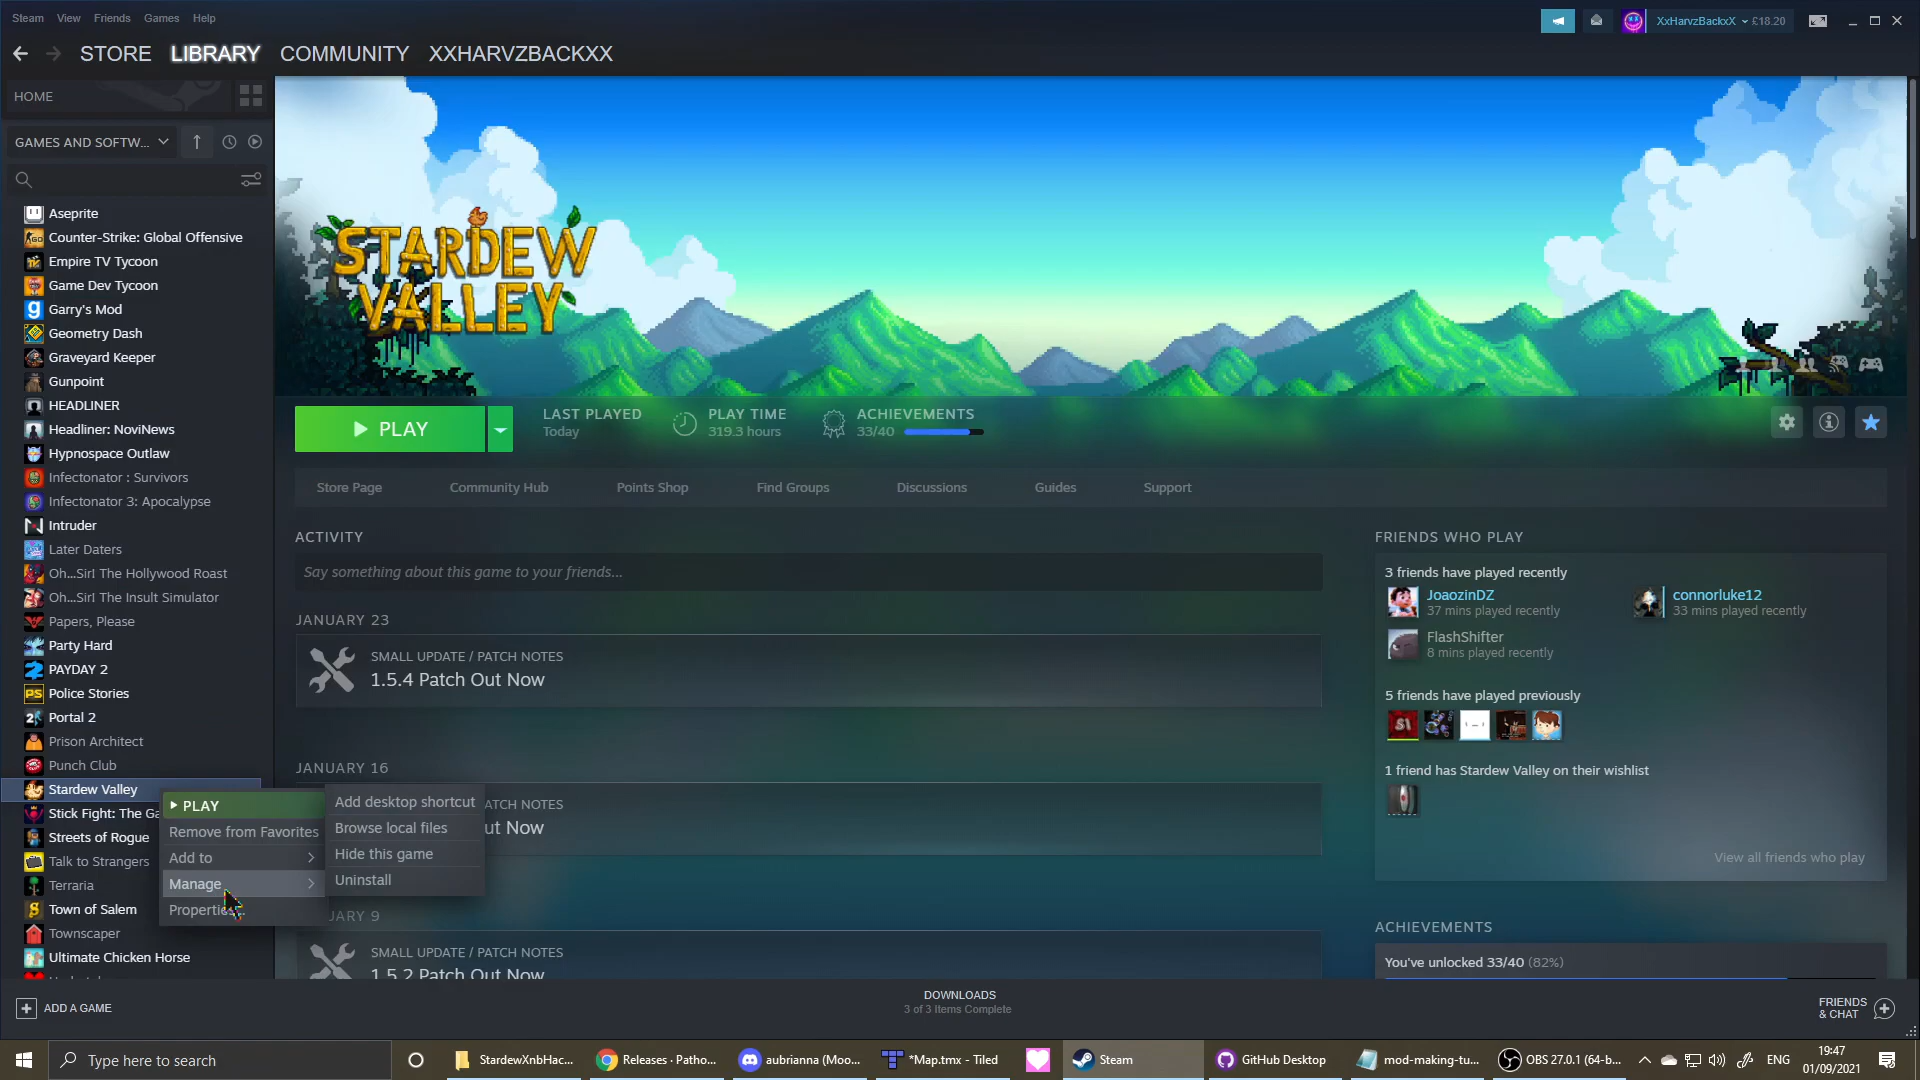 Steam View Friends Games Help
XxHarvzBackxX £18.20
STORE LIBRARY COMMUNITY XXHARVZBACKXX
HOME
GAMES AND SOFTW...
Aseprite
Counter-Strike: Global Offensive
Empire TV Tycoon
Game Dev Tycoon
Garry's Mod
Geometry Dash
Graveyard Keeper
Gunpoint
HEADLINER
Headliner: NoviNews
Hypnospace Outlaw
Infectonator : Survivors
Infectonator 3: Apocalypse
Intruder
Later Daters
Oh...Sir! The Hollywood Roast
Oh...Sir! The Insult Simulator
Papers, Please
Party Hard
PAYDAY 2
Police Stories
Portal 2
Prison Architect
Punch Club
Stardew Valley
Stick Fight: The Ga
Streets of Rogue
Talk to Strangers
Terraria
Town of Salem
Townscaper
Ultimate Chicken Horse
PLAY
Remove from Favorites
Add to
Manage
Properties...
Add desktop shortcut
Browse local files
Hide this game
Uninstall
STARDEW
VALLEY
PLAY
LAST PLAYED
Today
PLAY TIME
319.3 hours
ACHIEVEMENTS
33/40
Store Page Community Hub Points Shop Find Groups Discussions Guides Support
ACTIVITY
Say something about this game to your friends...
JANUARY 23
SMALL UPDATE / PATCH NOTES
1.5.4 Patch Out Now
JANUARY 16
ATCH NOTES
ut Now
UARY 9
SMALL UPDATE / PATCH NOTES
1.5.2 Patch Out Now
FRIENDS WHO PLAY
3 friends have played recently
JoaozinDZ
37 mins played recently
connorluke12
33 mins played recently
FlashShifter
8 mins played recently
5 friends have played previously
1 friend has Stardew Valley on their wishlist
View all friends who play
ACHIEVEMENTS
You've unlocked 33/40 (82%)
ADD A GAME
DOWNLOADS
3 of 3 Items Complete
FRIENDS
& CHAT
Type here to search
StardewXnbHac...
Releases · Patho...
aubrianna (Moo...
*Map.tmx - Tiled
Steam
GitHub Desktop
mod-making-tu...
OBS 27.0.1 (64-b...
ENG
19:47
01/09/2021